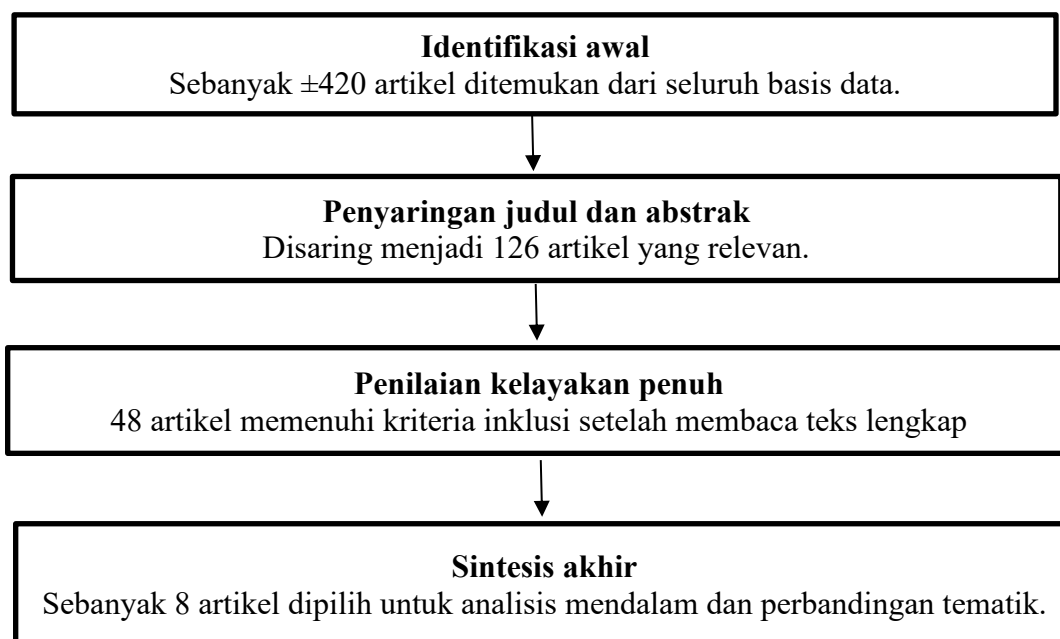 Identifikasi awal
Sebanyak ±420 artikel ditemukan dari seluruh basis data.
Penyaringan judul dan abstrak
Disaring menjadi 126 artikel yang relevan.
Penilaian kelayakan penuh
48 artikel memenuhi kriteria inklusi setelah membaca teks lengkap
Sintesis akhir
Sebanyak 8 artikel dipilih untuk analisis mendalam dan perbandingan tematik.